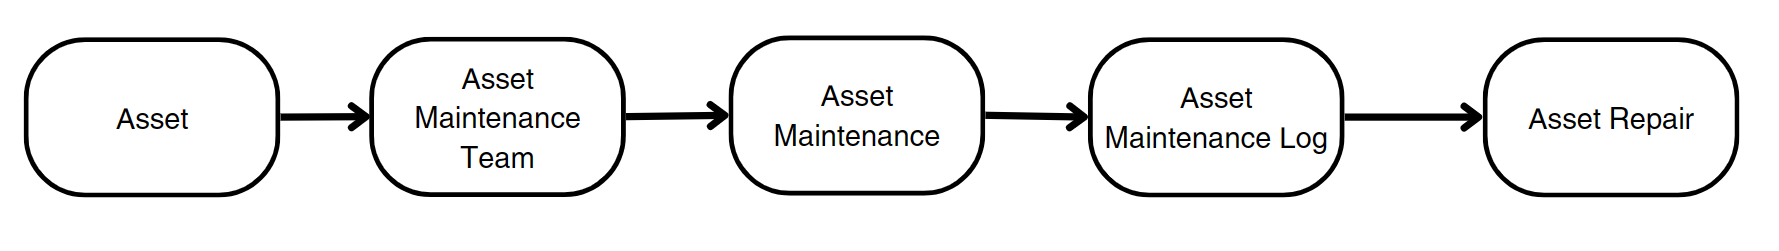 Asset
Asset
Maintenance
Team
Asset
Maintenance
Asset
Maintenance Log
Asset Repair